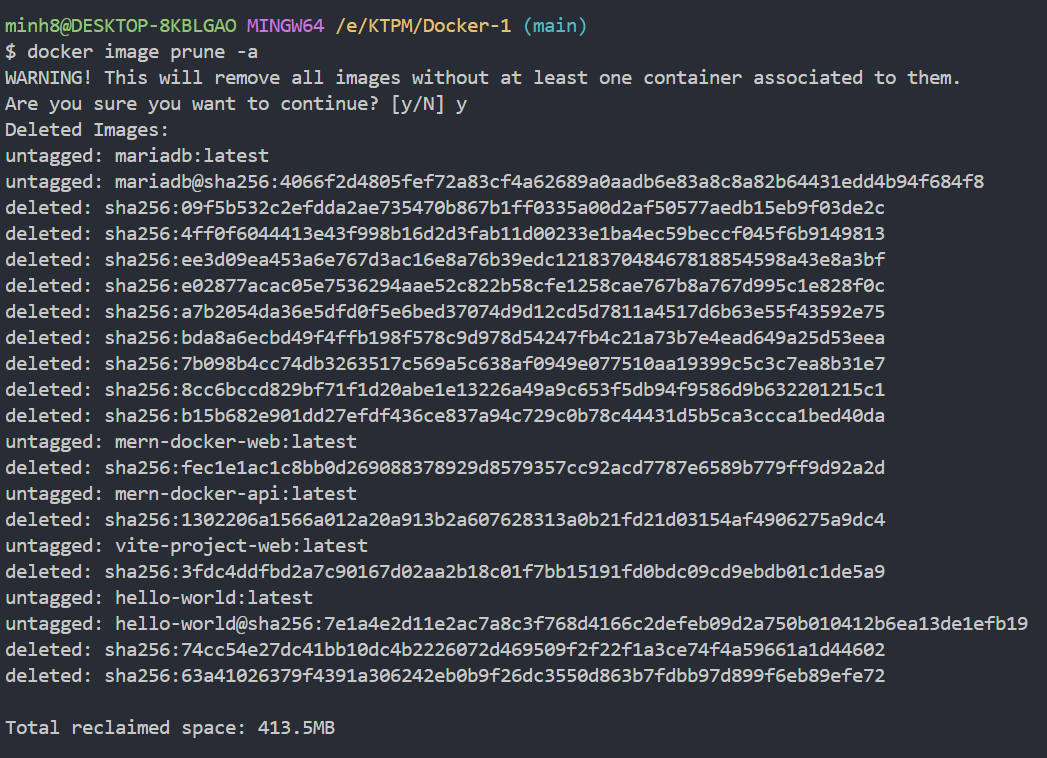 minh8@DESKTOP-8KBLGAO MINGW64 /e/KTPM/Docker-1 (main)
$ docker image prune -a
WARNING! This will remove all images without at least one container associated to them.
Are you sure you want to continue? [y/N] y
Deleted Images:
untagged: mariadb:latest
untagged: mariadb@sha256:4066f2d4805fef72a83cf4a62689a0aadb6e83a8c8a82b64431edd4b94f684f8
deleted: sha256:09f5b532c2efdda2ae735470b867b1ff0335a00d2af50577aedb15eb9f03de2c
deleted: sha256:4ff0f6044413e43f998b16d2d3fab11d00233e1ba4ec59beccf045f6b9149813
deleted: sha256:ee3d09ea453a6e767d3ac16e8a76b39edc121837048467818854598a43e8a3bf
deleted: sha256:e02877acac05e7536294aae52c822b58cfe1258cae767b8a767d995c1e828f0c
deleted: sha256:a7b2054da36e5dfd0f5e6bed37074d9d12cd5d7811a4517d6b63e55f43592e75
deleted: sha256:bda8a6ecbd49f4ffb198f578c9d978d54247fb4c21a73b7e4ead649a25d53eea
deleted: sha256:7b098b4cc74db3263517c569a5c638af0949e077510aa19399c5c3c7ea8b31e7
deleted: sha256:8cc6bccd829bf71f1d20abe1e13226a49a9c653f5db94f9586d9b632201215c1
deleted: sha256:b15b682e901dd27efdf436ce837a94c729c0b78c44431d5b5ca3ccca1bed40da
untagged: mern-docker-web:latest
deleted: sha256:fec1e1ac1c8bb0d269088378929d8579357cc92acd7787e6589b779ff9d92a2d
untagged: mern-docker-api:latest
deleted: sha256:1302206a1566a012a20a913b2a607628313a0b21fd21d03154af4906275a9dc4
untagged: vite-project-web:latest
deleted: sha256:3fdc4ddfbd2a7c90167d02aa2b18c01f7bb15191fd0bdc09cd9ebdb01c1de5a9
untagged: hello-world:latest
untagged: hello-world@sha256:7e1a4e2d11e2ac7a8c3f768d4166c2defeb09d2a750b010412b6ea13de1efb19
deleted: sha256:74cc54e27dc41bb10dc4b2226072d469509f2f22f1a3ce74f4a59661a1d44602
deleted: sha256:63a41026379f4391a306242eb0b9f26dc3550d863b7fdbb97d899f6eb89efe72
Total reclaimed space: 413.5MB